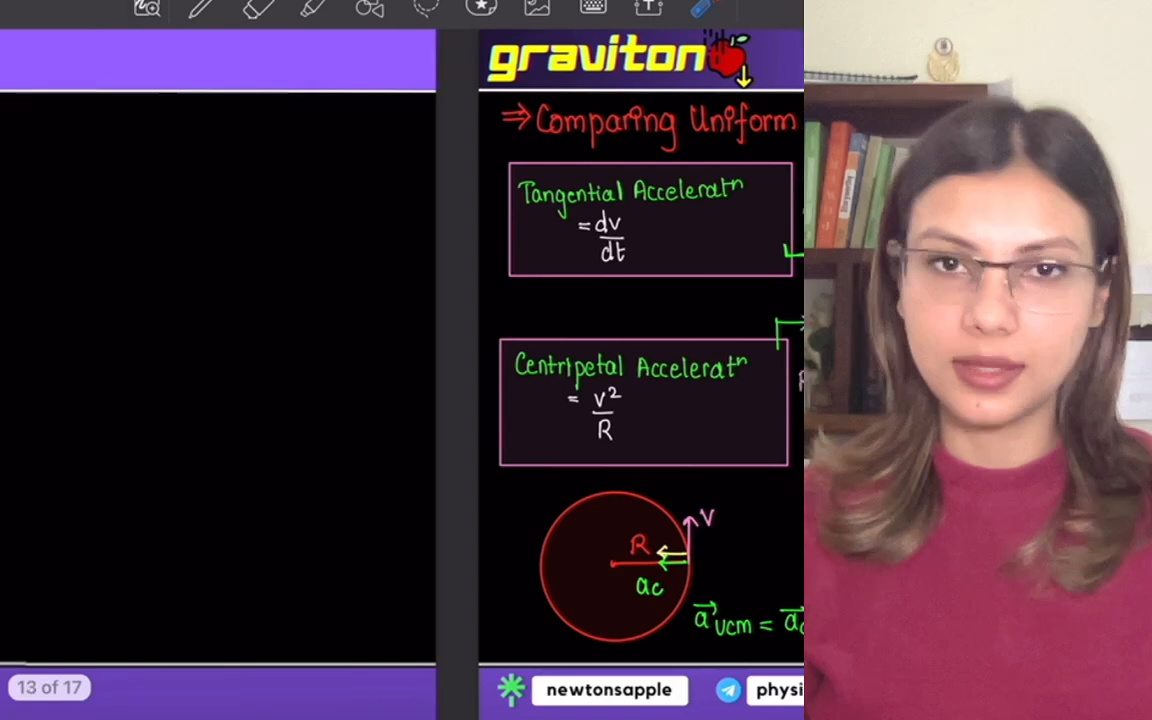 graviton
⇒ Comparing Uniform
Tangential Acceleratⁿ
= dv
dt
Centripetal Acceleratⁿ
= v²
R
V
R
ac
a⃗ucm =
13 of 17
newtonsapple
physi